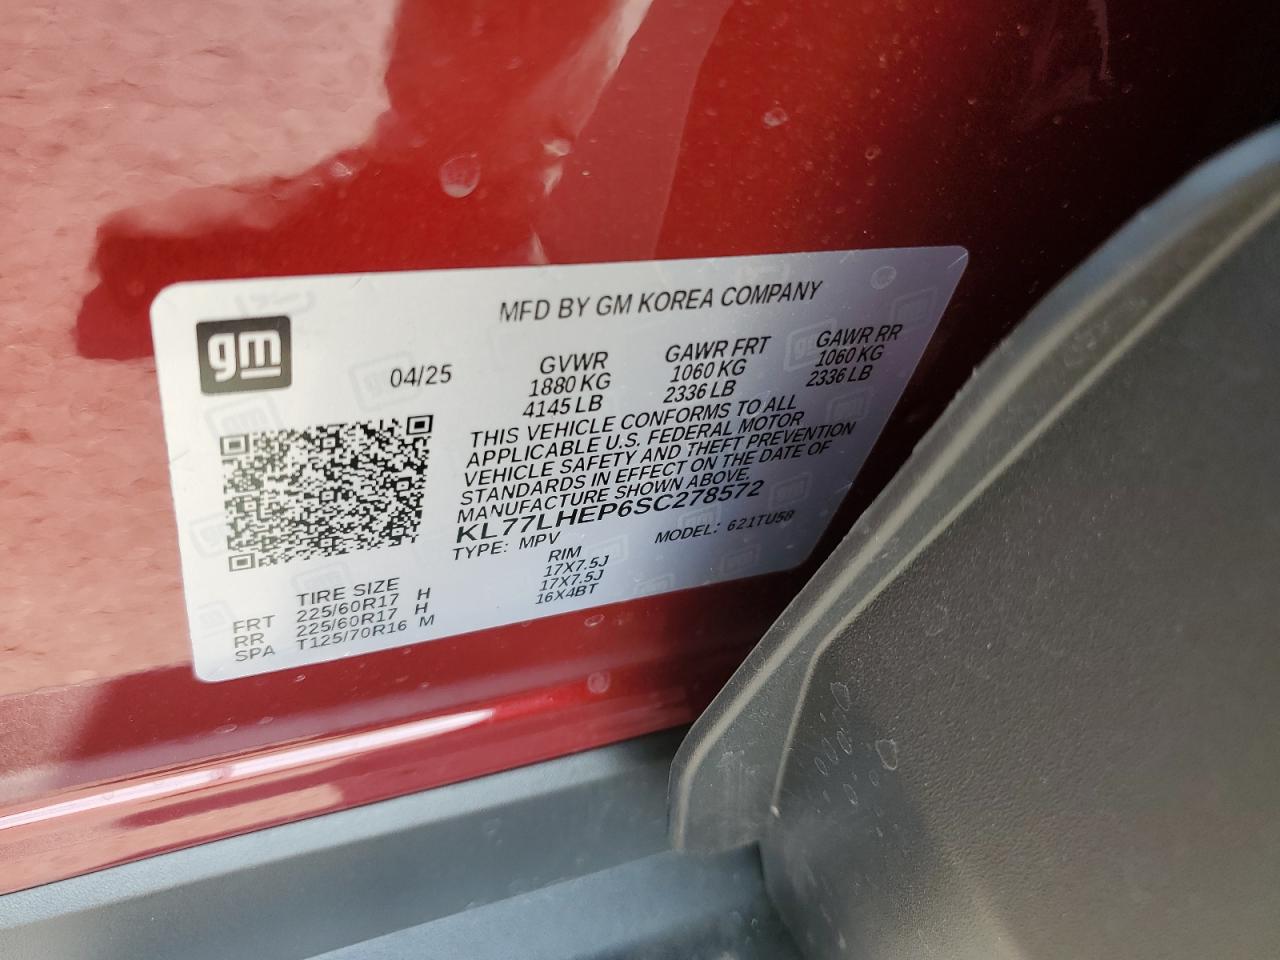 MFD BY GM KOREA COMPANY
gm
04/25
GVWR GAWR FRT GAWR RR
1880 KG 1060 KG 1060 KG
4145 LB 2336 LB 2336 LB
THIS VEHICLE CONFORMS TO ALL
APPLICABLE U.S. FEDERAL MOTOR
VEHICLE SAFETY AND THEFT PREVENTION
STANDARDS IN EFFECT ON THE DATE OF
MANUFACTURE SHOWN ABOVE.
KL77LHEP6SC278572
TYPE: MPV MODEL: 621TU58
TIRE SIZE RIM
FRT 225/60R17 H 17X7.5J
RR 225/60R17 H 17X7.5J
SPA T125/70R16 M 16X4BT